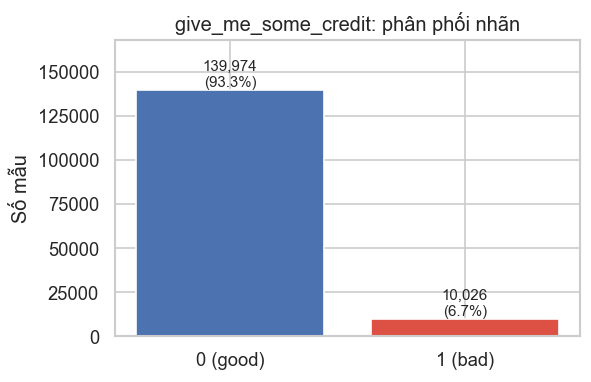 give_me_some_credit: phân phối nhãn
Số mẫu
150000
125000
100000
75000
50000
25000
0
139,974
(93.3%)
10,026
(6.7%)
0 (good)
1 (bad)